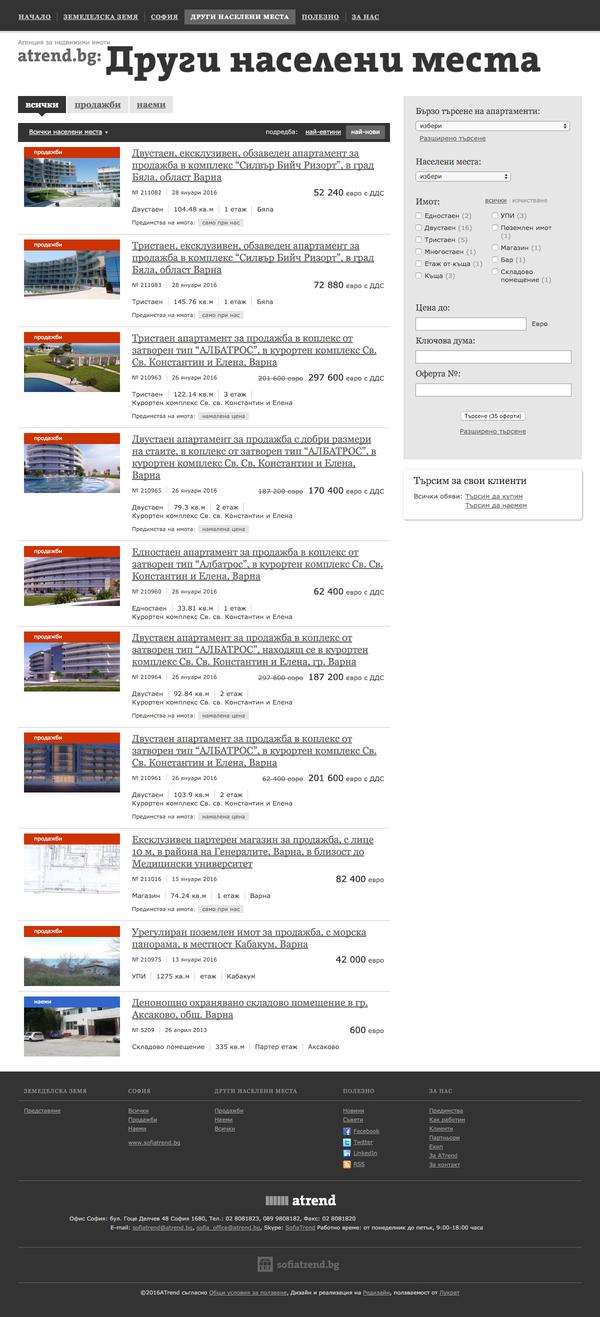 НАЧАЛО
ЗЕМЕДЕЛСКА ЗЕМЯ
СОФИЯ
ДРУГИ НАСЕЛЕНИ МЕСТА
ПОЛЕЗНО
ЗА НАС
Агенция за недвижими имоти
atrend.bg: Други населени места
всички
продажби
наеми
Всички населени места
подредба: най-евтини най-нови
продажби
Двустаен, ексклузивен, обзаведен апартамент за
продажба в комплекс “Силвър Бийч Ризорт”, в град
Бяла, област Варна
№ 211082 28 януари 2016 52 240 евро с ДДС
Двустаен 104.48 кв.м 1 етаж Бяла
Предимства на имота: само при нас
продажби
Тристаен, ексклузивен, обзаведен апартамент за
продажба в комплекс “Силвър Бийч Ризорт”, в град
Бяла, област Варна
№ 211083 28 януари 2016 72 880 евро с ДДС
Тристаен 145.76 кв.м 1 етаж Бяла
Предимства на имота: само при нас
продажби
Тристаен апартамент за продажба в коплекс от
затворен тип “АЛБАТРОС”, в курортен комплекс Св.
Св. Константин и Елена, Варна
№ 210963 26 януари 2016 201 600 евро 297 600 евро с ДДС
Тристаен 122.14 кв.м 3 етаж
Курортен комплекс Св. св. Константин и Елена
Предимства на имота: намалена цена
продажби
Двустаен апартамент за продажба с добри размери
на стаите, в коплекс от затворен тип “АЛБАТРОС”, в
курортен комплекс Св. Св. Константин и Елена,
Варна
№ 210965 26 януари 2016 187 200 евро 170 400 евро с ДДС
Двустаен 79.3 кв.м 2 етаж
Курортен комплекс Св. св. Константин и Елена
Предимства на имота: намалена цена
продажби
Едностаен апартамент за продажба в коплекс от
затворен тип “Албатрос”, в курортен комплекс Св. Св.
Константин и Елена, Варна
№ 210960 26 януари 2016 62 400 евро с ДДС
Едностаен 33.81 кв.м 1 етаж
Курортен комплекс Св. св. Константин и Елена
продажби
Двустаен апартамент за продажба в коплекс от
затворен тип “АЛБАТРОС”, находящ се в курортен
комплекс Св. Св. Константин и Елена, гр. Варна
№ 210964 26 януари 2016 297 600 евро 187 200 евро с ДДС
Двустаен 92.84 кв.м 2 етаж
Курортен комплекс Св. св. Константин и Елена
Предимства на имота: намалена цена
продажби
Двустаен апартамент за продажба в коплекс от
затворен тип “АЛБАТРОС”, в курортен комплекс Св.
Св. Константин и Елена, Варна
№ 210961 26 януари 2016 62 400 евро 201 600 евро с ДДС
Двустаен 103.9 кв.м 2 етаж
Курортен комплекс Св. св. Константин и Елена
Предимства на имота: намалена цена
продажби
Ексклузивен партерен магазин за продажба, с лице
10 м, в района на Генералите, Варна, в близост до
Медицински университет
№ 211016 15 януари 2016 82 400 евро
Магазин 74.24 кв.м 1 етаж Варна
Предимства на имота: само при нас
продажби
Урегулиран поземлен имот за продажба, с морска
панорама, в местност Кабакум, Варна
№ 210975 13 януари 2016 42 000 евро
УПИ 1275 кв.м етаж Кабакум
наеми
Денонощно охранявано складово помещение в гр.
Аксаково, общ. Варна
№ 5209 26 април 2013 600 евро
Складово помещение 335 кв.м Партер етаж Аксаково
Бързо търсене на апартаменти:
избери
Разширено търсене
Населени места:
избери
Имот: всички изчистване
Едностаен (2)
Двустаен (16)
Тристаен (5)
Многостаен (1)
Етаж от къща (1)
Къща (3)
УПИ (3)
Поземлен имот
(1)
Магазин (1)
Бар (1)
Складово
помещение (1)
Цена до:
Евро
Ключова дума:
Оферта №:
Търсене (35 оферти)
Разширено търсене
Търсим за свои клиенти
Всички обяви: Търсим да купим
Търсим да наемем
ЗЕМЕДЕЛСКА ЗЕМЯ
Представяне
СОФИЯ
Всички
Продажби
Наеми
www.sofiatrend.bg
ДРУГИ НАСЕЛЕНИ МЕСТА
Продажби
Наеми
Всички
ПОЛЕЗНО
Новини
Съвети
Facebook
Twitter
LinkedIn
RSS
ЗА НАС
Предимства
Как работим
Клиенти
Партньори
Екип
За ATrend
За контакт
atrend
Офис София: бул. Гоце Делчев 48 София 1680, Тел.: 02 8081823, 089 9808182, Факс: 02 8081820
E-mail: sofiatrend@atrend.bg, sofia_office@atrend.bg, Skype: SofiaTrend Работно време: от понеделник до петък, 9:00-18:00 часа
sofiatrend.bg
©2016ATrend съгласно Общи условия за ползване, Дизайн и реализация на Редизайн, ползваемост от Лукрат